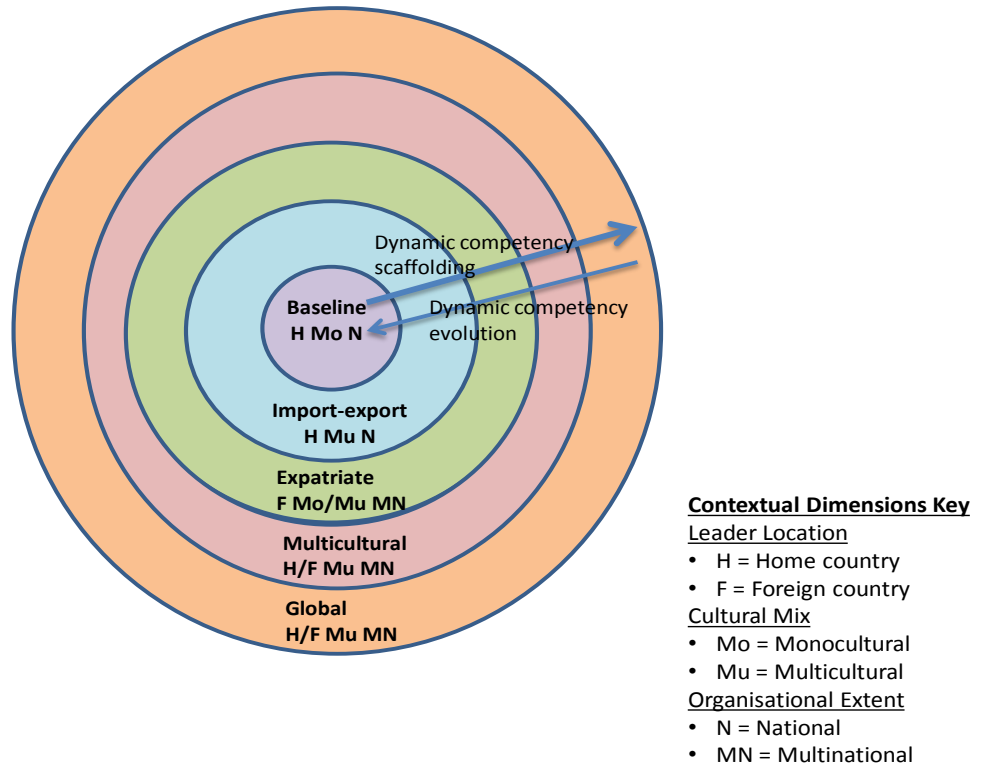 Dynamic competency
scaffolding
Baseline
H Mo N
Dynamic competency
evolution
Import-export
H Mu N
Expatriate
F Mo/Mu MN
Multicultural
H/F Mu MN
Global
H/F Mu MN
Contextual Dimensions Key
Leader Location
• H = Home country
• F = Foreign country
Cultural Mix
• Mo = Monocultural
• Mu = Multicultural
Organisational Extent
• N = National
• MN = Multinational